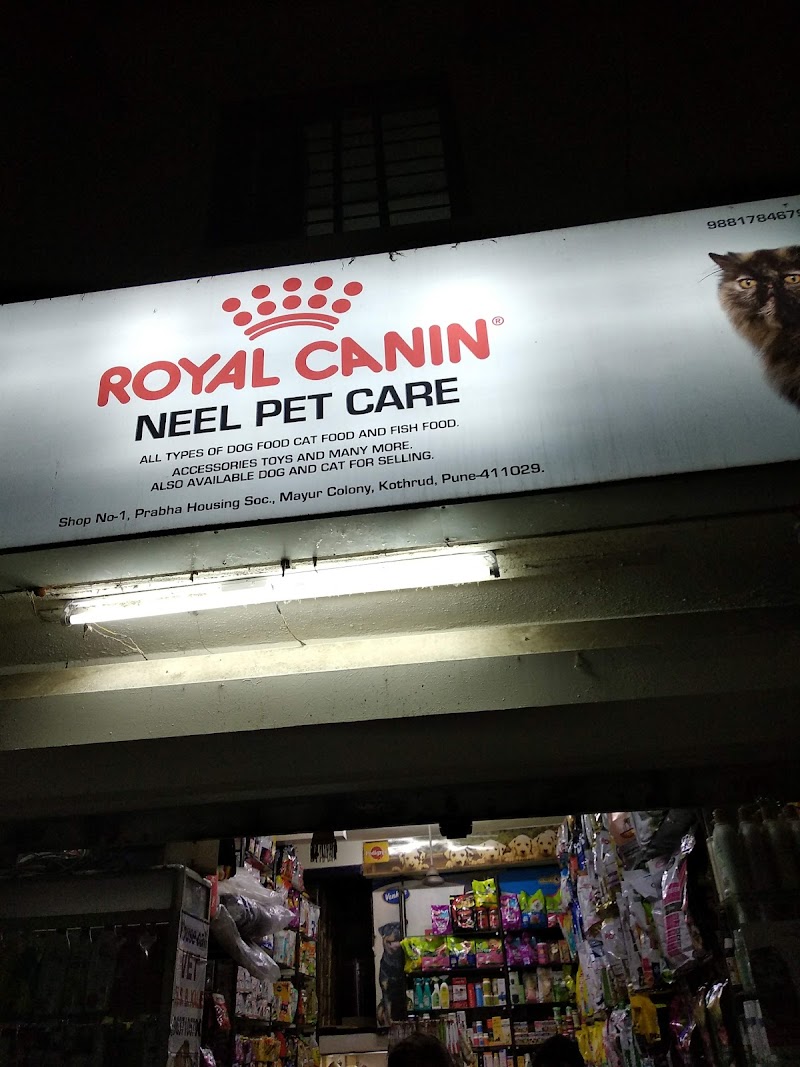 9881784679
ROYAL CANIN®
NEEL PET CARE
ALL TYPES OF DOG FOOD CAT FOOD AND FISH FOOD.
ACCESSORIES TOYS AND MANY MORE.
ALSO AVAILABLE DOG AND CAT FOR SELLING.
Shop No-1, Prabha Housing Soc., Mayur Colony, Kothrud, Pune-411029.
VET